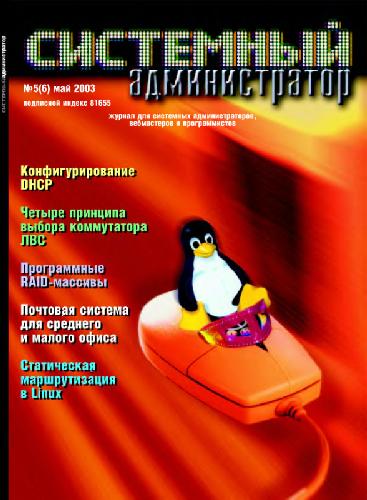 СИСТЕМНЫЙ
администратор
№5(6) май 2003
подписной индекс 81655
журнал для системных администраторов,
вебмастеров и программистов
Конфигурирование
DHCP
Четыре принципа
выбора коммутатора
ЛВС
Программные
RAID-массивы
Почтовая система
для среднего
и малого офиса
Статическая
маршрутизация
в Linux